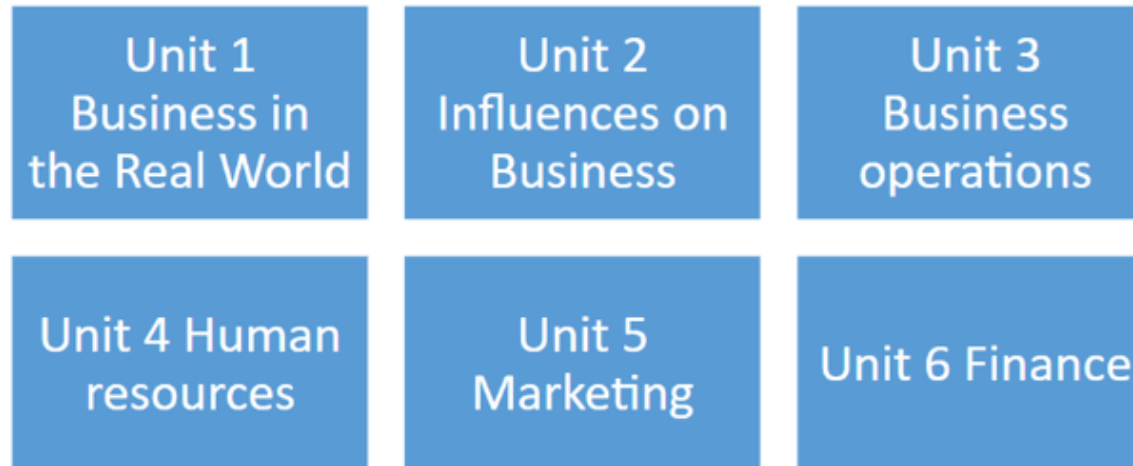 Unit 1
Business in
the Real World
Unit 2
Influences on
Business
Unit 3
Business
operations
Unit 4 Human
resources
Unit 5
Marketing
Unit 6 Finance